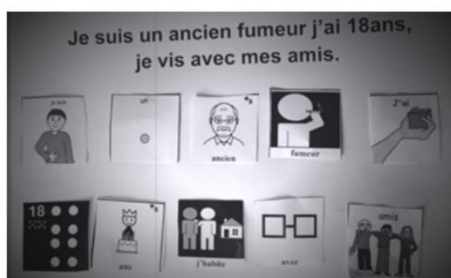 Je suis un ancien fumeur j'ai 18ans,
je vis avec mes amis.
je suis un ancien fumeur J'ai
18 ans j'habite avec amis